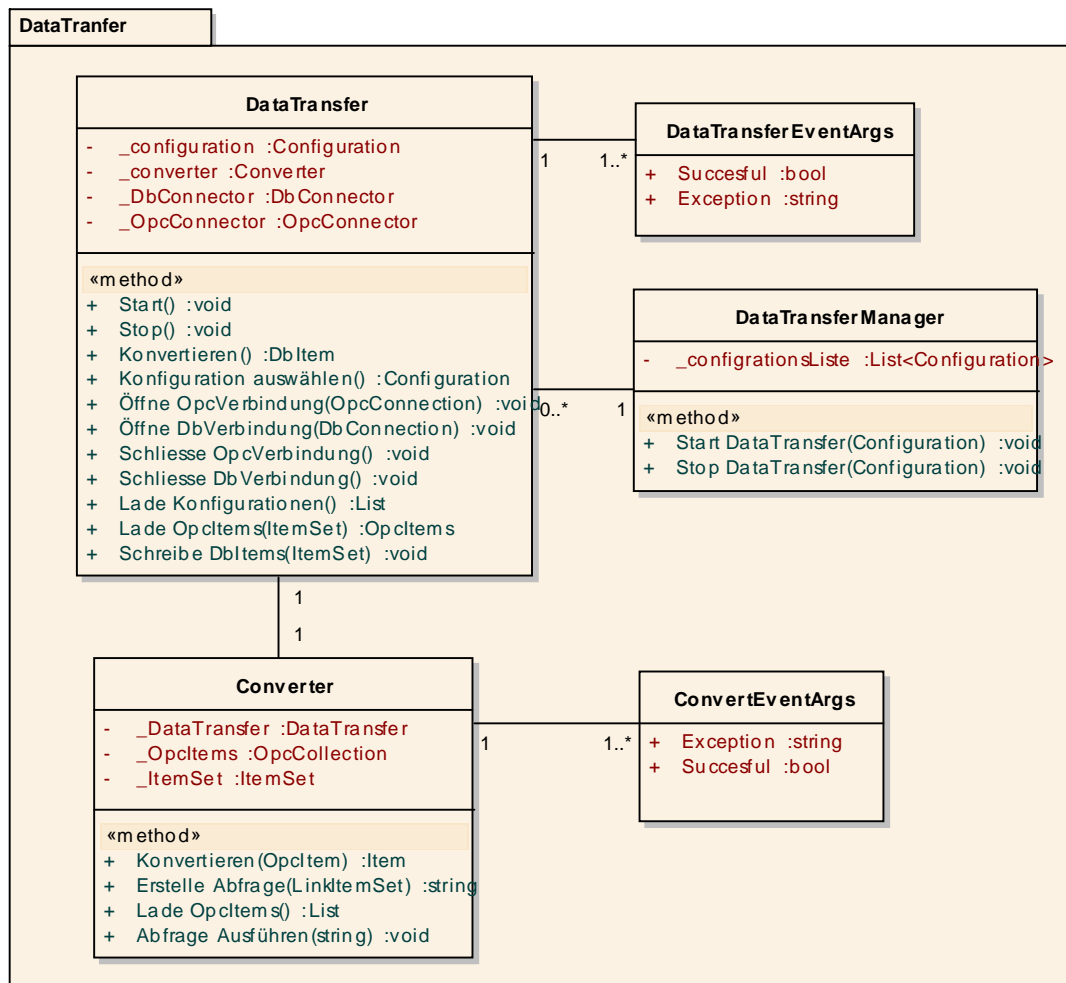 DataTranfer
DataTransfer
- _configuration :Configuration
- _converter :Converter
- _DbConnector :DbConnector
- _OpcConnector :OpcConnector
«method»
+ Start() :void
+ Stop() :void
+ Konvertieren() :DbItem
+ Konfiguration auswählen() :Configuration
+ Öffne OpcVerbindung(OpcConnection) :void
+ Öffne DbVerbindung(DbConnection) :void
+ Schliesse OpcVerbindung() :void
+ Schliesse DbVerbindung() :void
+ Lade Konfigurationen() :List
+ Lade OpcItems(ItemSet) :OpcItems
+ Schreibe DbItems(ItemSet) :void
1 1..*
DataTransferEventArgs
+ Succesful :bool
+ Exception :string
0..* 1
DataTransferManager
- _configrationsListe :List<Configuration>
«method»
+ Start DataTransfer(Configuration) :void
+ Stop DataTransfer(Configuration) :void
1
1
Converter
- _DataTransfer :DataTransfer
- _OpcItems :OpcCollection
- _ItemSet :ItemSet
«method»
+ Konvertieren(OpcItem) :Item
+ Erstelle Abfrage(LinkItemSet) :string
+ Lade OpcItems() :List
+ Abfrage Ausführen(string) :void
1 1..*
ConvertEventArgs
+ Exception :string
+ Succesful :bool